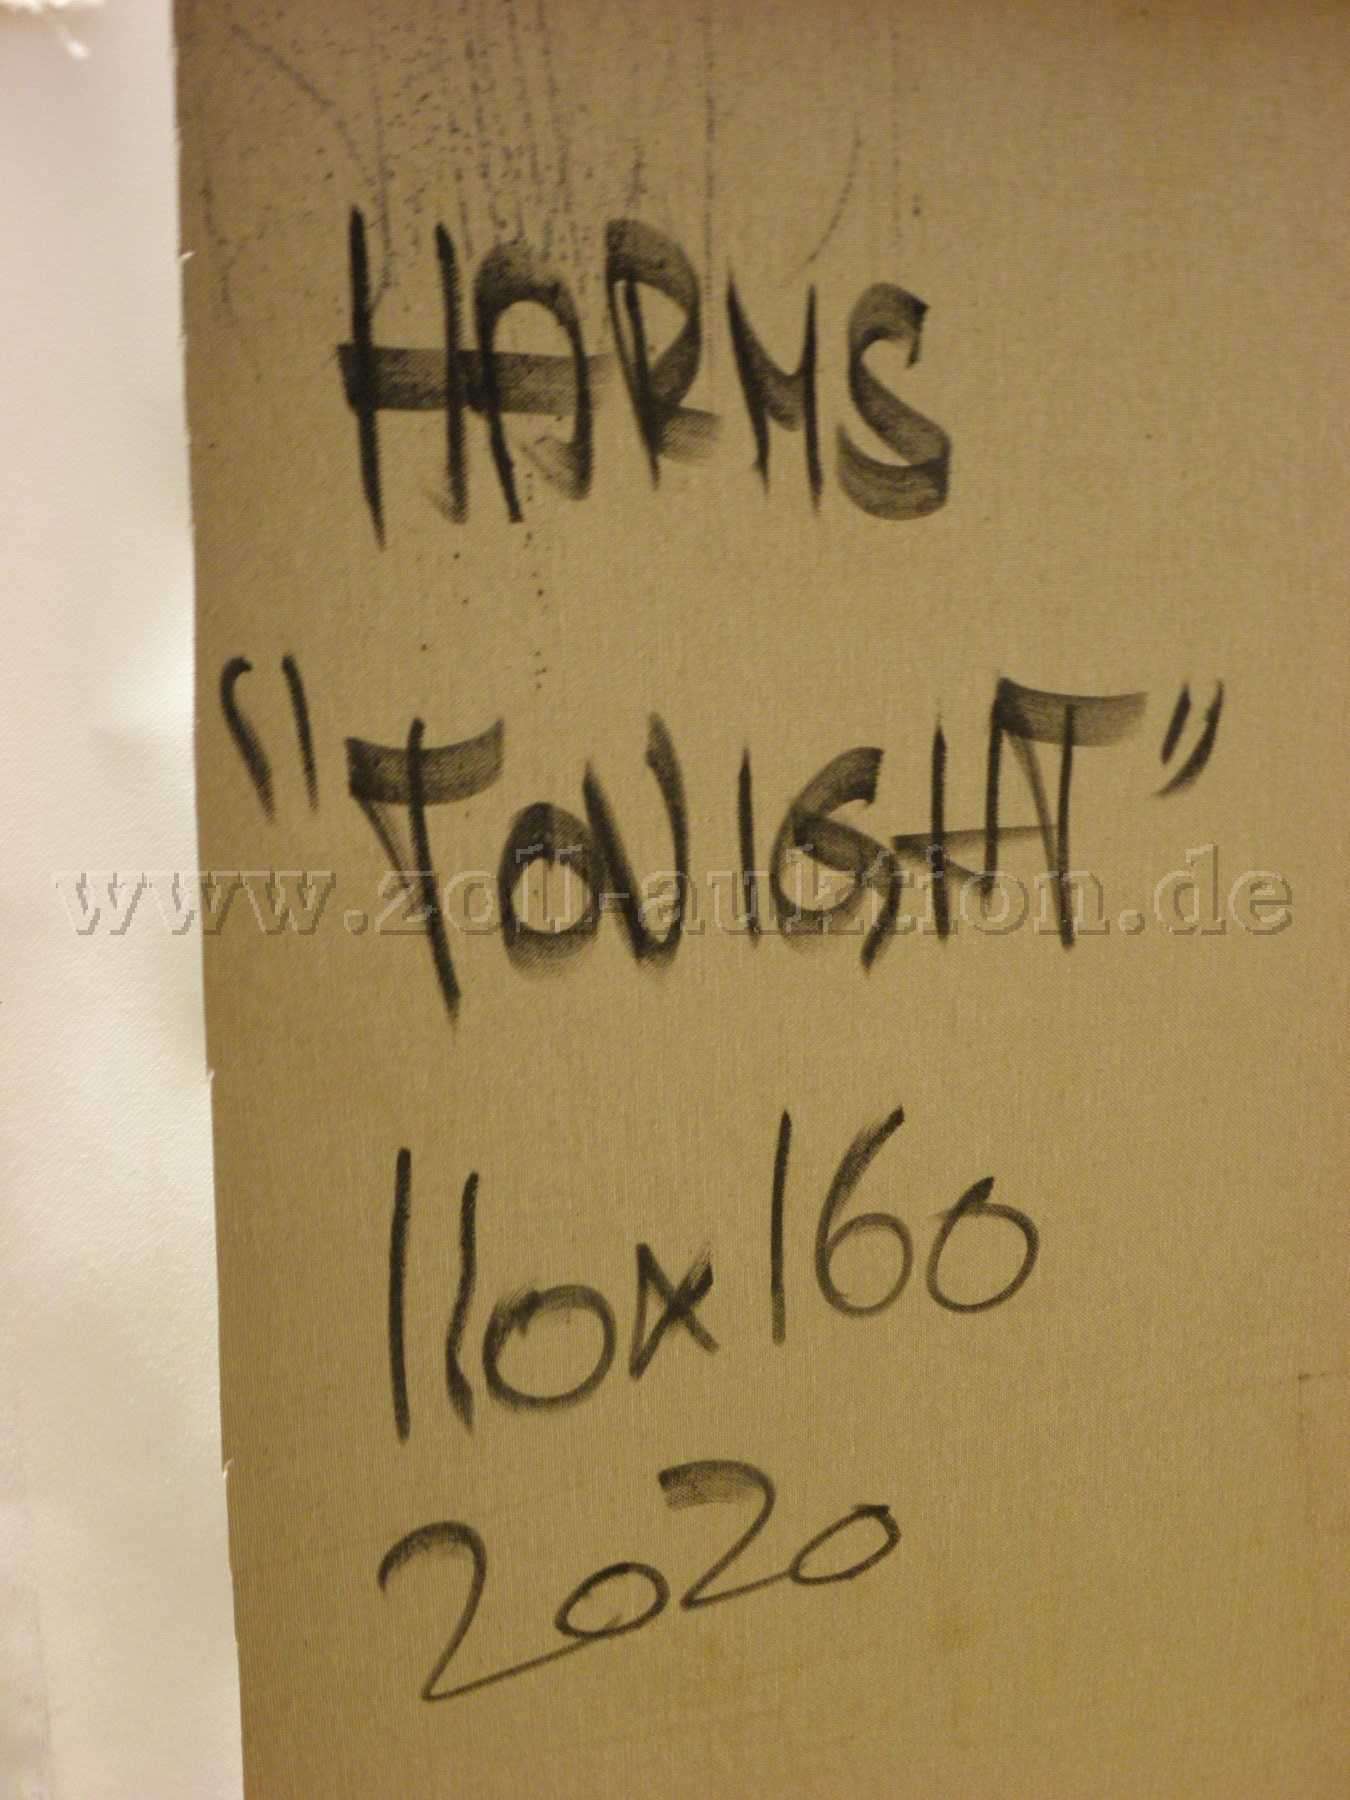 HARMS
"TONIGHT"
www.zoll-auktion.de
110x160
2020